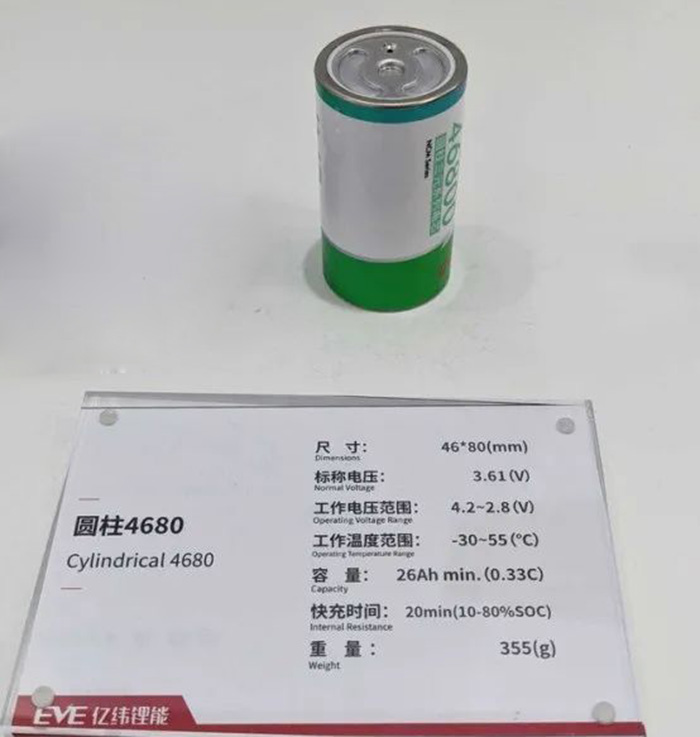 46800
NCM Series
圆柱4680
Cylindrical 4680
尺 寸: 46*80(mm)
Dimensions
标称电压: 3.61(V)
Normal Voltage
工作电压范围: 4.2~2.8(V)
Operating Voltage Range
工作温度范围: -30~55(℃)
Operating Temperature Range
容 量: 26Ah min.(0.33C)
Capacity
快充时间: 20min(10-80%SOC)
Internal Resistance
重 量: 355(g)
Weight
EVE 亿纬锂能